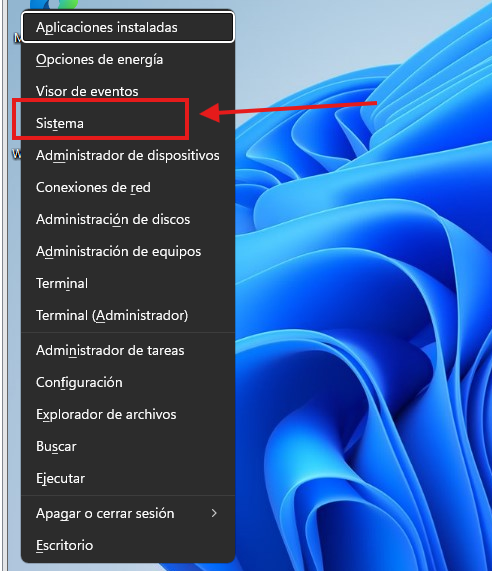 Aplicaciones instaladas
Opciones de energía
Visor de eventos
Sistema
Administrador de dispositivos
Conexiones de red
Administración de discos
Administración de equipos
Terminal
Terminal (Administrador)
Administrador de tareas
Configuración
Explorador de archivos
Buscar
Ejecutar
Apagar o cerrar sesión
Escritorio